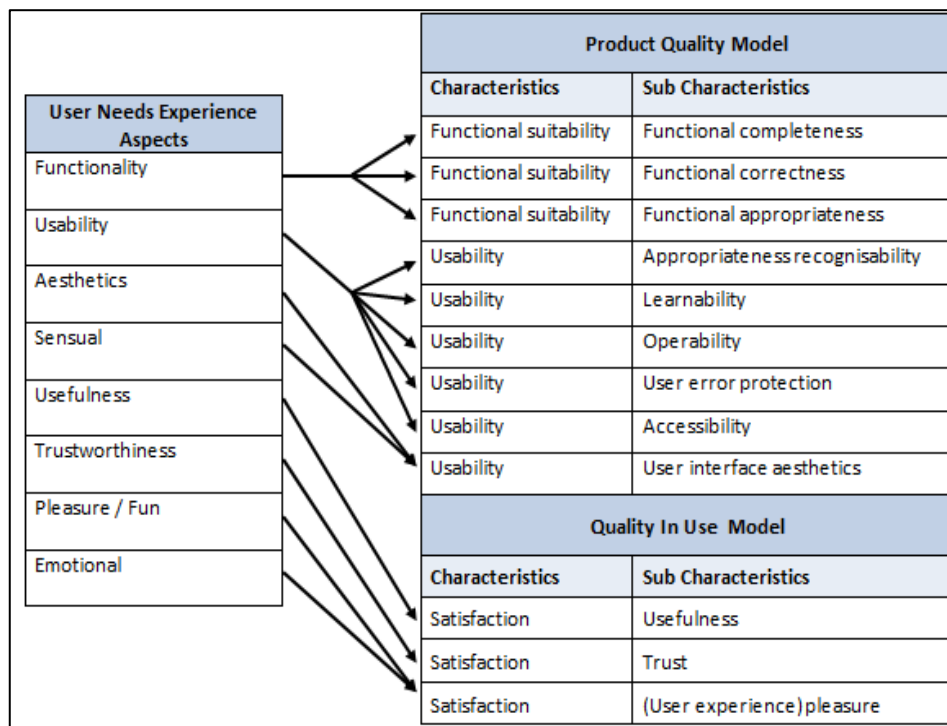 User Needs Experience
Aspects
Functionality
Usability
Aesthetics
Sensual
Usefulness
Trustworthiness
Pleasure / Fun
Emotional
Product Quality Model
Characteristics Sub Characteristics
Functional suitability Functional completeness
Functional suitability Functional correctness
Functional suitability Functional appropriateness
Usability Appropriateness recognisability
Usability Learnability
Usability Operability
Usability User error protection
Usability Accessibility
Usability User interface aesthetics
Quality In Use Model
Characteristics Sub Characteristics
Satisfaction Usefulness
Satisfaction Trust
Satisfaction (User experience) pleasure